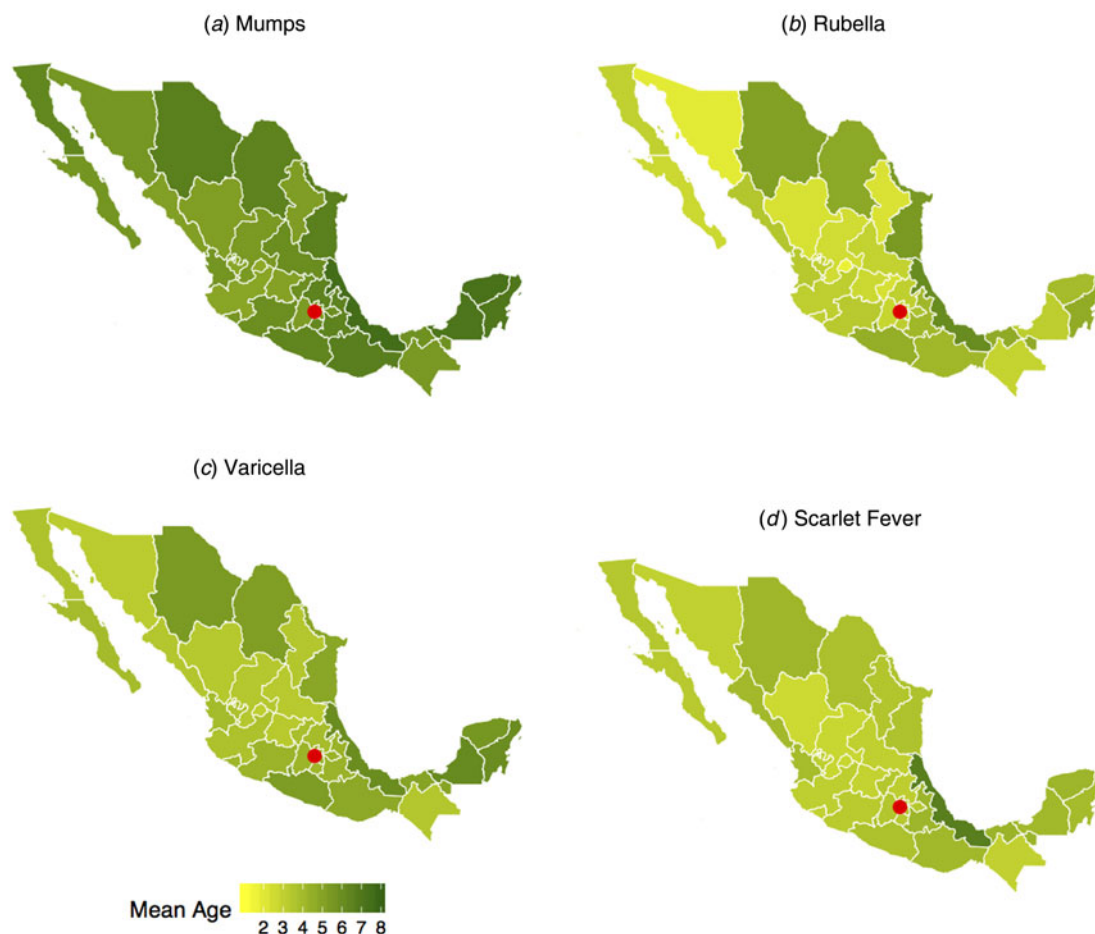 (a) Mumps
(b) Rubella
(c) Varicella
(d) Scarlet Fever
Mean Age
2 3 4 5 6 7 8